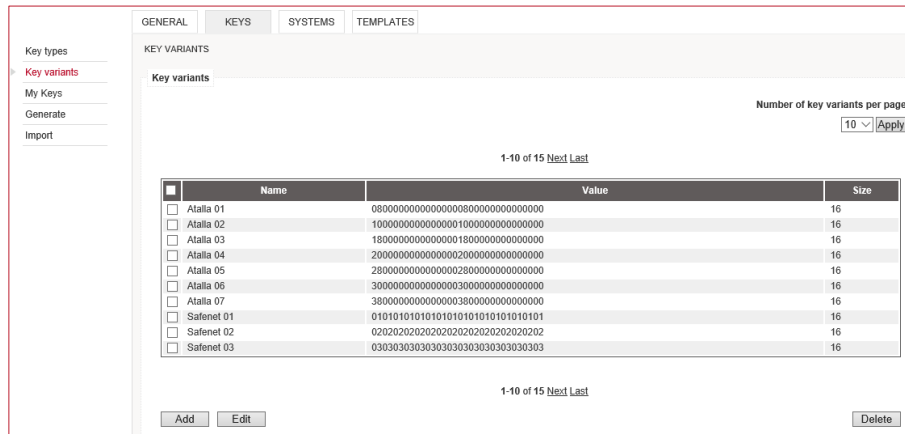 GENERAL KEYS SYSTEMS TEMPLATES
Key types
Key variants
My Keys
Generate
Import
KEY VARIANTS
Key variants
Number of key variants per page
10 Apply
1-10 of 15 Next Last
Name Value Size
Atalla 01 08000000000000000800000000000000 16
Atalla 02 10000000000000001000000000000000 16
Atalla 03 18000000000000001800000000000000 16
Atalla 04 20000000000000002000000000000000 16
Atalla 05 28000000000000002800000000000000 16
Atalla 06 30000000000000003000000000000000 16
Atalla 07 38000000000000003800000000000000 16
Safenet 01 01010101010101010101010101010101 16
Safenet 02 02020202020202020202020202020202 16
Safenet 03 03030303030303030303030303030303 16
1-10 of 15 Next Last
Add Edit Delete